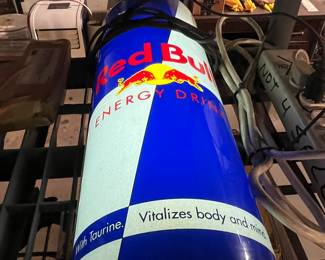 Red Bull
ENERGY DRINK
With Taurine.
Vitalizes body and mind